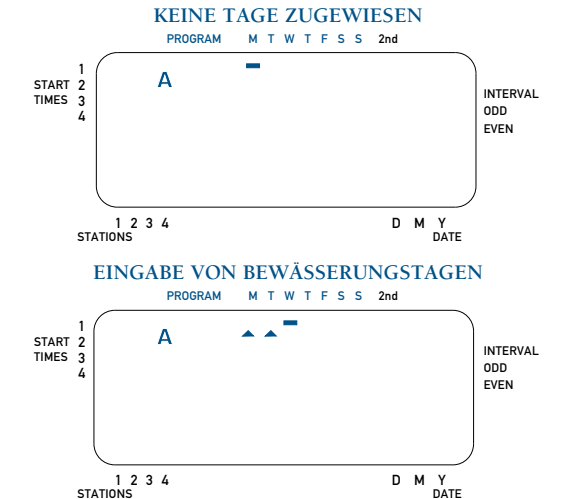 KEINE TAGE ZUGEWIESEN
PROGRAM M T W T F S S 2nd
1
START 2 A
TIMES 3
4
INTERVAL
ODD
EVEN
1 2 3 4 D M Y
STATIONS DATE
EINGABE VON BEWÄSSERUNGSTAGEN
PROGRAM M T W T F S S 2nd
1
START 2 A
TIMES 3
4
INTERVAL
ODD
EVEN
1 2 3 4 D M Y
STATIONS DATE